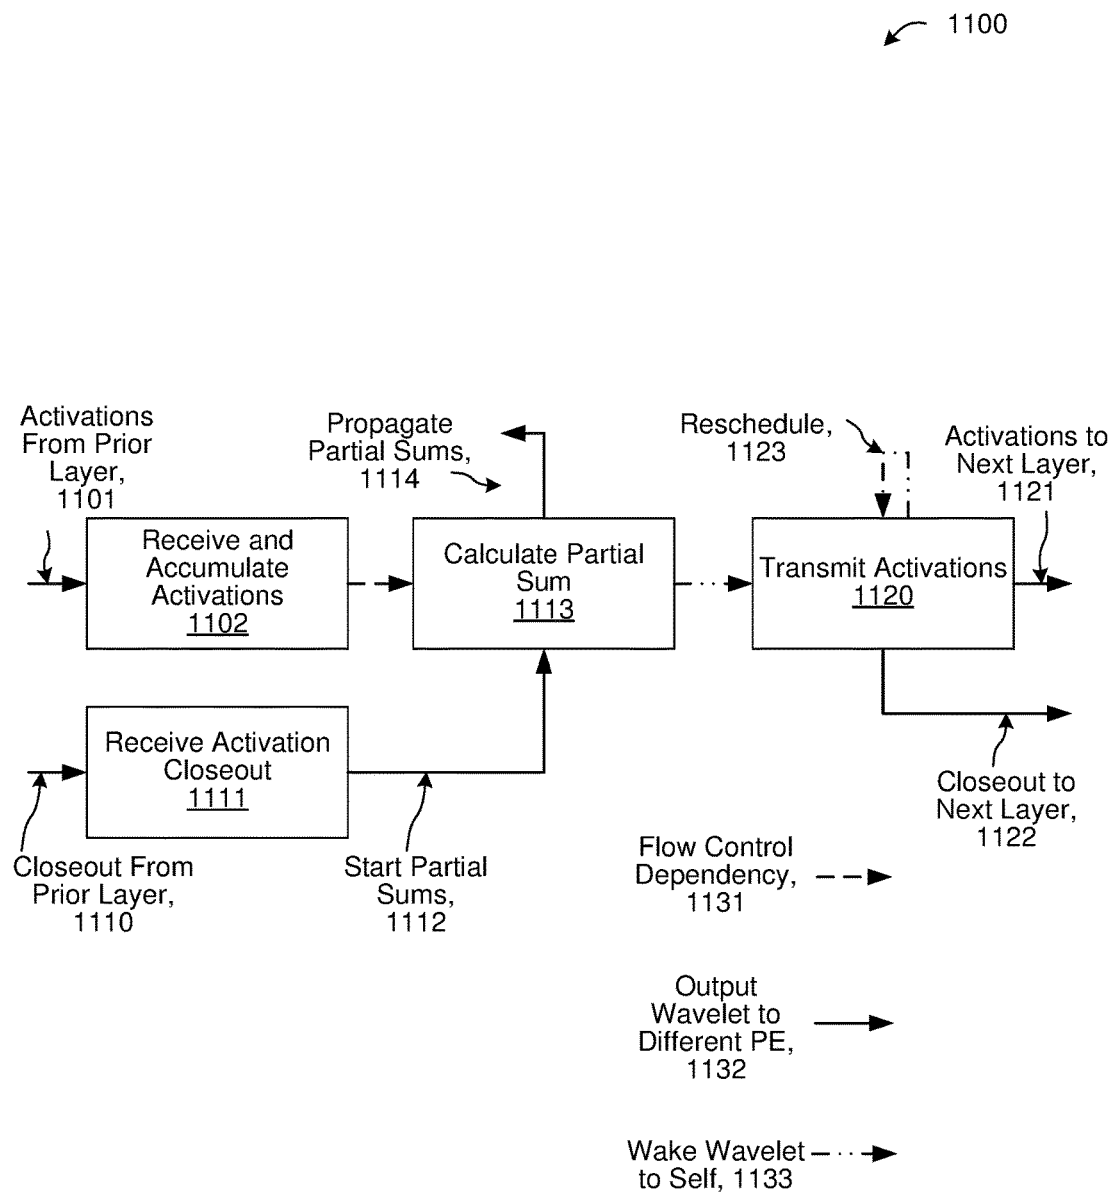 1100
Activations
From Prior
Layer,
1101
Propagate
Partial Sums,
1114
Reschedule,
1123
Activations to
Next Layer,
1121
Receive and
Accumulate
Activations
1102
Calculate Partial
Sum
1113
Transmit Activations
1120
Receive Activation
Closeout
1111
Closeout From
Prior Layer,
1110
Start Partial
Sums,
1112
Closeout to
Next Layer,
1122
Flow Control
Dependency,
1131
Output
Wavelet to
Different PE,
1132
Wake Wavelet
to Self, 1133